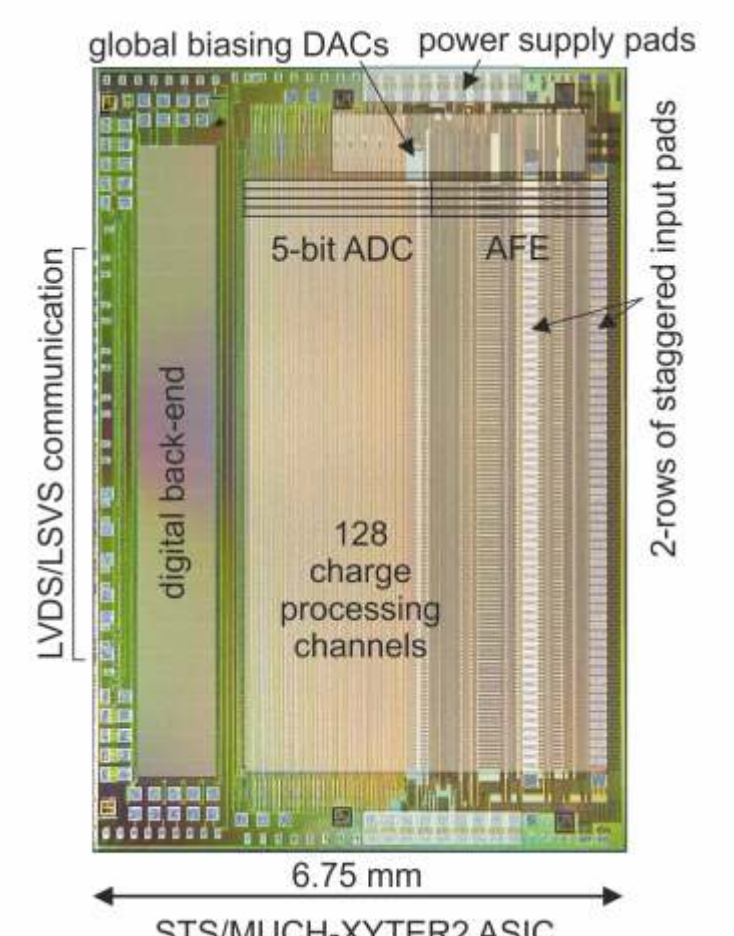 global biasing DACs
power supply pads
5-bit ADC
AFE
2-rows of staggered input pads
LVDS/LSVS communication
digital back-end
128
charge
processing
channels
6.75 mm
STS/MUCH-XYTER2 ASIC